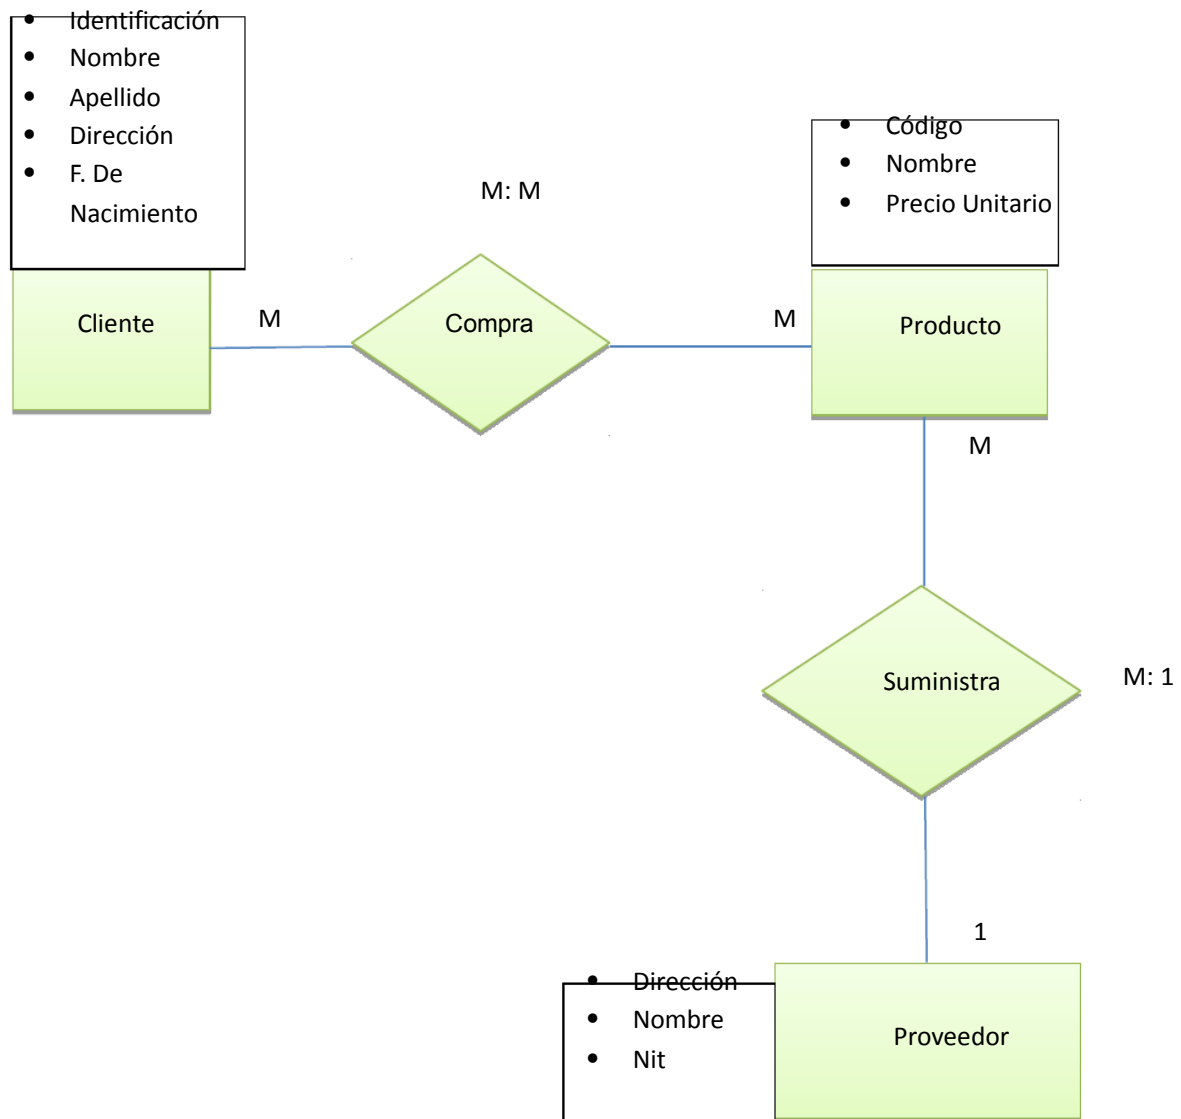 • Identificación
• Nombre
• Apellido
• Dirección
• F. De
Nacimiento
• Código
• Nombre
• Precio Unitario
M: M
Cliente
M
Compra
M
Producto
M
Suministra
M: 1
1
• Dirección
• Nombre
• Nit
Proveedor